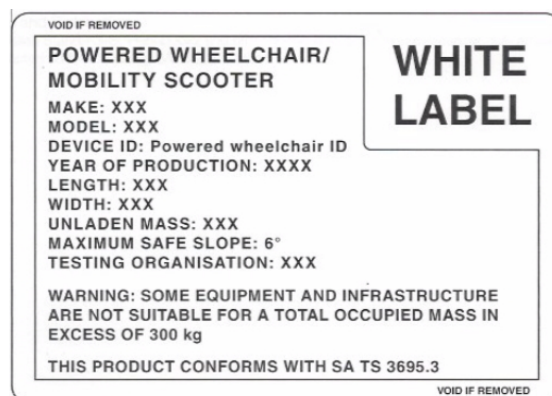 VOID IF REMOVED
POWERED WHEELCHAIR/
MOBILITY SCOOTER
WHITE
LABEL
MAKE: XXX
MODEL: XXX
DEVICE ID: Powered wheelchair ID
YEAR OF PRODUCTION: XXXX
LENGTH: XXX
WIDTH: XXX
UNLADEN MASS: XXX
MAXIMUM SAFE SLOPE: 6°
TESTING ORGANISATION: XXX
WARNING: SOME EQUIPMENT AND INFRASTRUCTURE
ARE NOT SUITABLE FOR A TOTAL OCCUPIED MASS IN
EXCESS OF 300 kg
THIS PRODUCT CONFORMS WITH SA TS 3695.3
VOID IF REMOVED